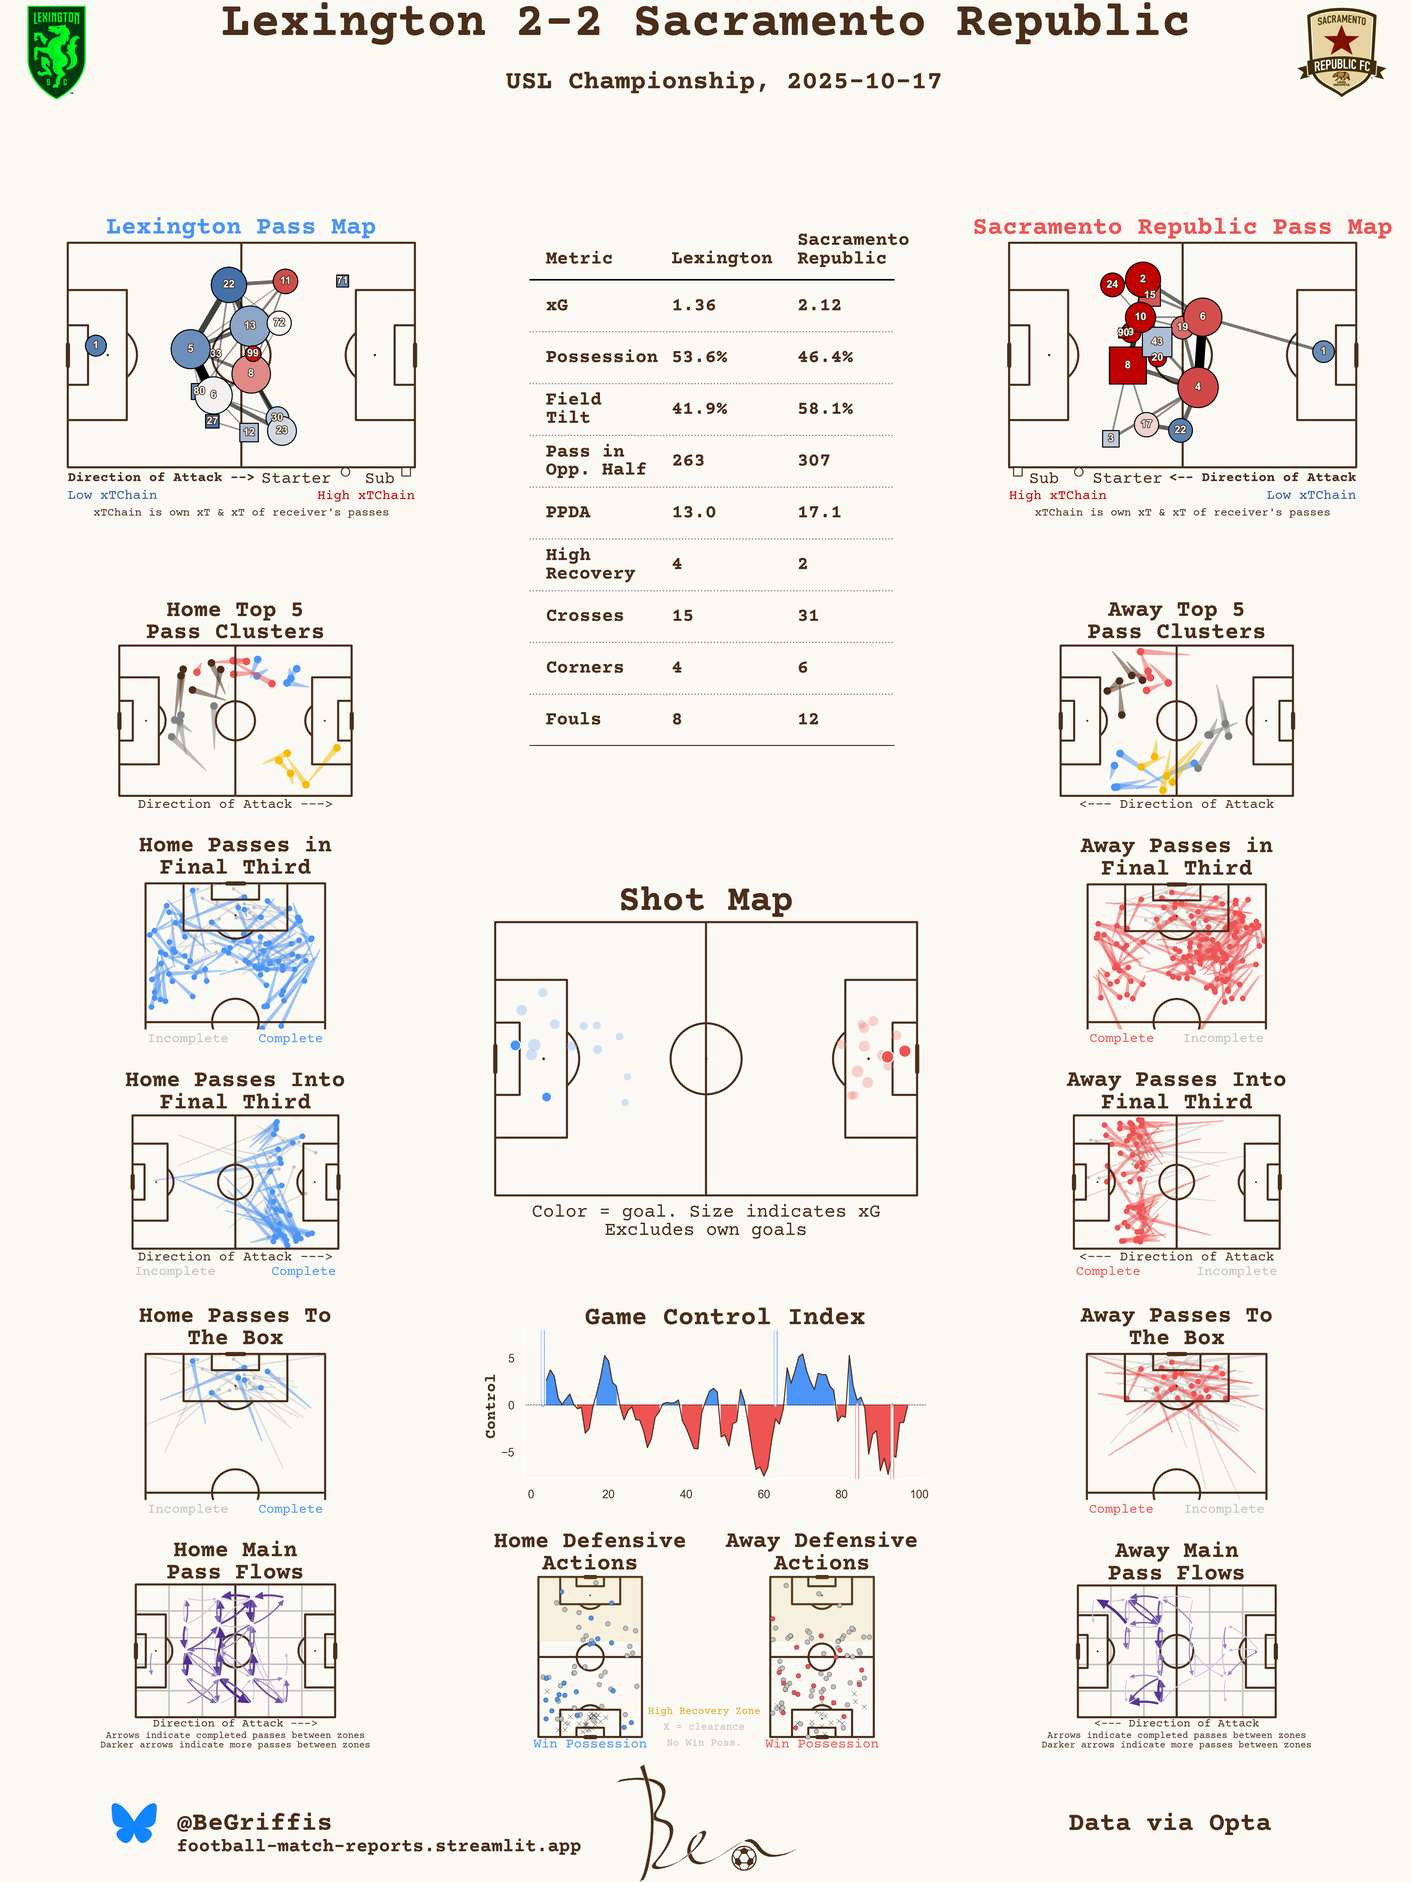 Lexington 2-2 Sacramento Republic
USL Championship, 2025-10-17
LEXINGTON
S C
SACRAMENTO
REPUBLIC FC
Lexington Pass Map
22
11
71
13
72
1
5
33
99
8
80
6
27
30
12
23
Direction of Attack --> Starter Sub
Low xTChain High xTChain
xTChain is own xT & xT of receiver's passes
Metric Lexington Sacramento Republic
xG 1.36 2.12
Possession 53.6% 46.4%
Field Tilt 41.9% 58.1%
Pass in Opp. Half 263 307
PPDA 13.0 17.1
High Recovery 4 2
Crosses 15 31
Corners 4 6
Fouls 8 12
Sacramento Republic Pass Map
24
2
15
10
6
90
19
43
20
1
8
4
17
22
3
Sub Starter <-- Direction of Attack
High xTChain Low xTChain
xTChain is own xT & xT of receiver's passes
Home Top 5
Pass Clusters
Direction of Attack --->
Away Top 5
Pass Clusters
<--- Direction of Attack
Home Passes in
Final Third
Incomplete Complete
Away Passes in
Final Third
Complete Incomplete
Shot Map
Color = goal. Size indicates xG
Excludes own goals
Home Passes Into
Final Third
Direction of Attack --->
Incomplete Complete
Away Passes Into
Final Third
<--- Direction of Attack
Complete Incomplete
Home Passes To
The Box
Incomplete Complete
Game Control Index
Control
5
0
−5
0 20 40 60 80 100
Away Passes To
The Box
Complete Incomplete
Home Main
Pass Flows
Direction of Attack --->
Arrows indicate completed passes between zones
Darker arrows indicate more passes between zones
Home Defensive
Actions
Win Possession
High Recovery Zone
X = clearance
No Win Poss.
Away Defensive
Actions
Win Possession
Away Main
Pass Flows
<--- Direction of Attack
Arrows indicate completed passes between zones
Darker arrows indicate more passes between zones
@BeGriffis
football-match-reports.streamlit.app
Ben
Data via Opta